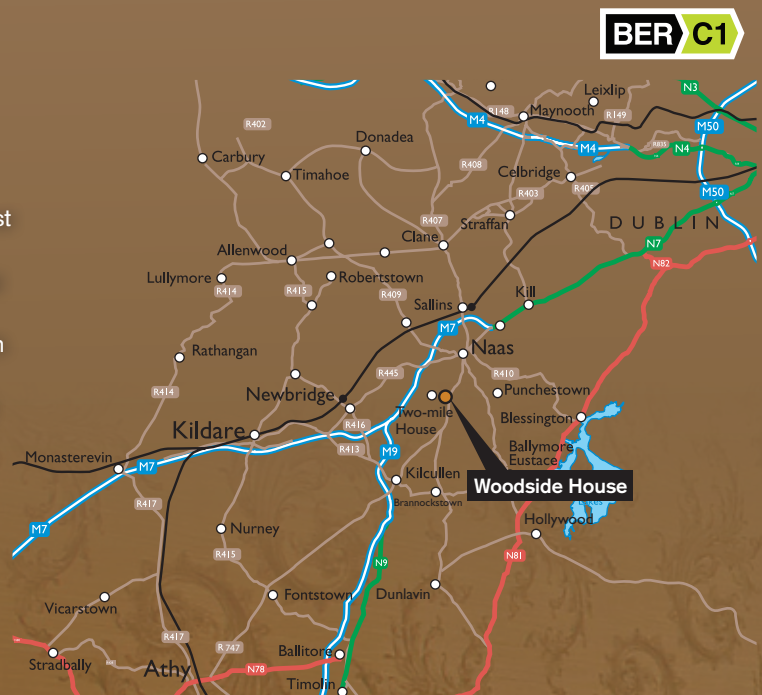 BER C1
Leixlip
N3
R148
Maynooth
R149
M4
M50
R402
Donadea
M4
N4
R835
Carbury
R408
Timahoe
Celbridge
R405
R403
M50
st
R407
Straffan
DUBLIN
Clane
N7
Allenwood
N82
Lullymore
Robertstown
R414
R415
R409
Kill
Sallins
M7
n
Rathangan
Naas
R445
R410
R414
Newbridge
Punchestown
Two-mile
House
Blessington
R416
Kildare
R413
Ballymore
Eustace
Monasterevin
M7
M9
Kilcullen
Woodside House
Brannockstown
Lakes
R417
M7
Nurney
Hollywood
R415
N81
N9
Fontstown
Dunlavin
Vicarstown
R417
R747
Ballitore
Stradbally
Athy
N78
Timolin